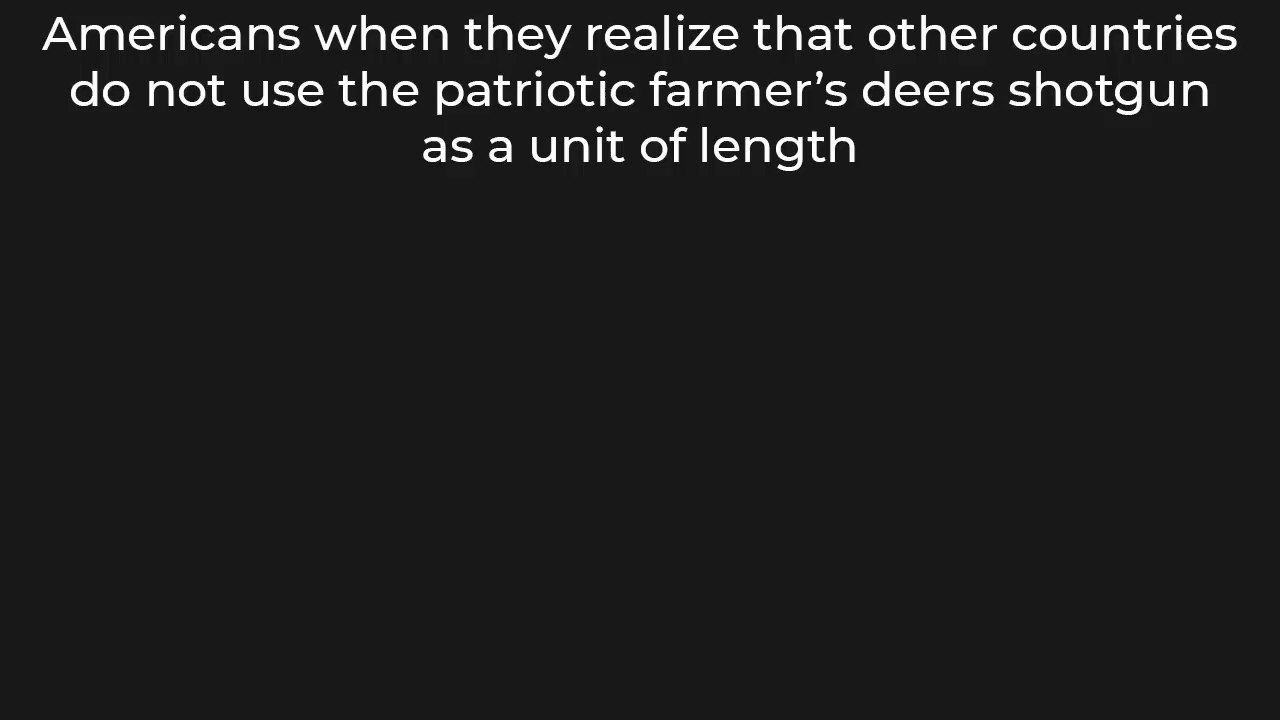 Americans when they realize that other countries
do not use the patriotic farmer’s deers shotgun
as a unit of length